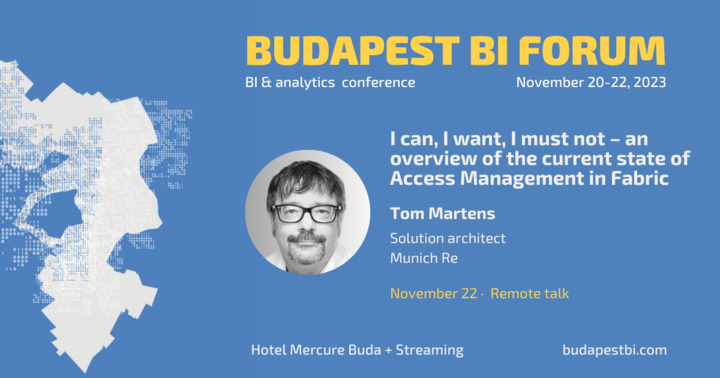 BUDAPEST BI FORUM
BI & analytics conference
November 20-22, 2023
I can, I want, I must not – an
overview of the current state of
Access Management in Fabric
Tom Martens
Solution architect
Munich Re
November 22 · Remote talk
Hotel Mercure Buda + Streaming
budapestbi.com